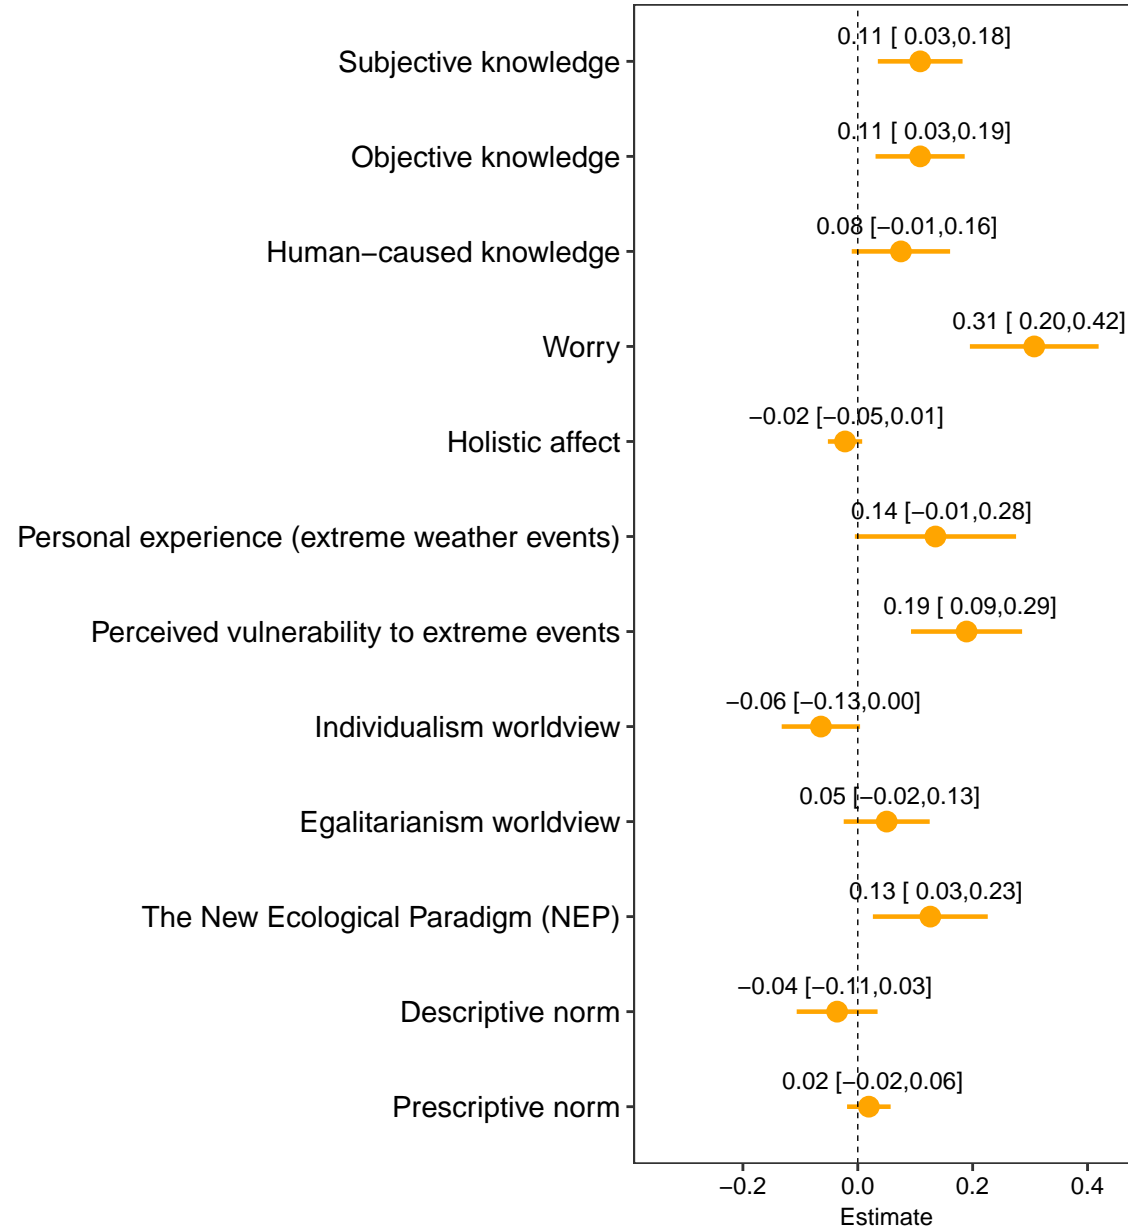 0.11 [ 0.03,0.18]
Subjective knowledge
0.11 [ 0.03,0.19]
Objective knowledge
0.08 [−0.01,0.16]
Human−caused knowledge
0.31 [ 0.20,0.42]
Worry
−0.02 [−0.05,0.01]
Holistic affect
0.14 [−0.01,0.28]
Personal experience (extreme weather events)
0.19 [ 0.09,0.29]
Perceived vulnerability to extreme events
−0.06 [−0.13,0.00]
Individualism worldview
0.05 [−0.02,0.13]
Egalitarianism worldview
0.13 [ 0.03,0.23]
The New Ecological Paradigm (NEP)
−0.04 [−0.11,0.03]
Descriptive norm
0.02 [−0.02,0.06]
Prescriptive norm
−0.2 0.0 0.2 0.4
Estimate